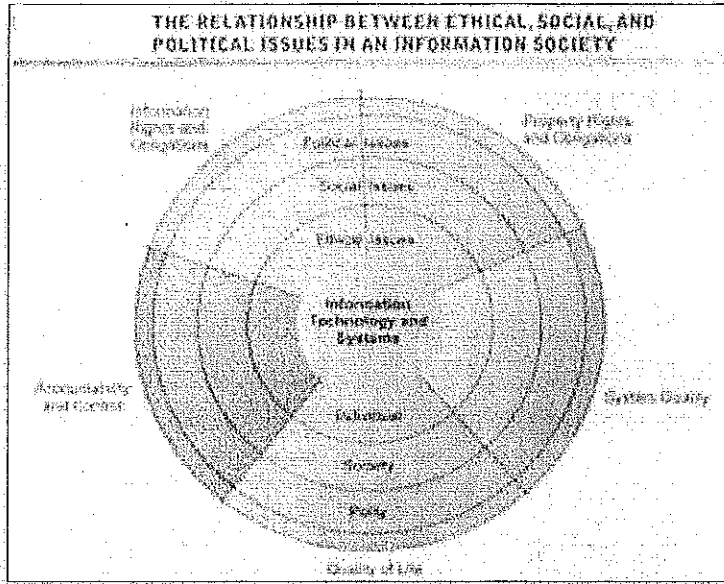 THE RELATIONSHIP BETWEEN ETHICAL, SOCIAL, AND
POLITICAL ISSUES IN AN INFORMATION SOCIETY
Information
Rights and
Obligations
Property Rights
and Obligations
Political Issues
Social Issues
Ethical Issues
Information
Technology and
Systems
Accountability
and Control
System Quality
Individual
Society
Polity
Quality of Life